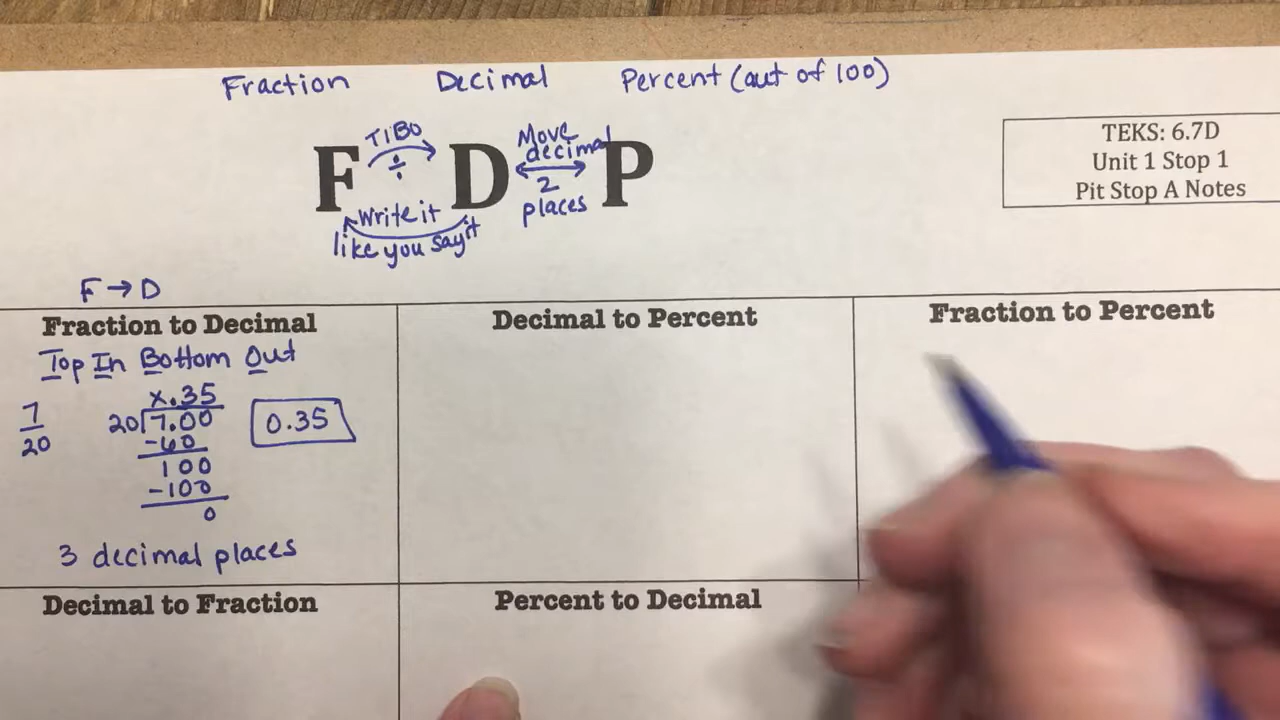 Fraction Decimal Percent (out of 100)
TEKS: 6.7D
Unit 1 Stop 1
Pit Stop A Notes
TIBO
÷
Move
decimal
2
places
F D P
Write it
like you say it
F → D
Fraction to Decimal
Top In Bottom Out
7
20
x.35
20 7.00
-60
100
-100
0
0.35
3 decimal places
Decimal to Percent
Fraction to Percent
Decimal to Fraction
Percent to Decimal